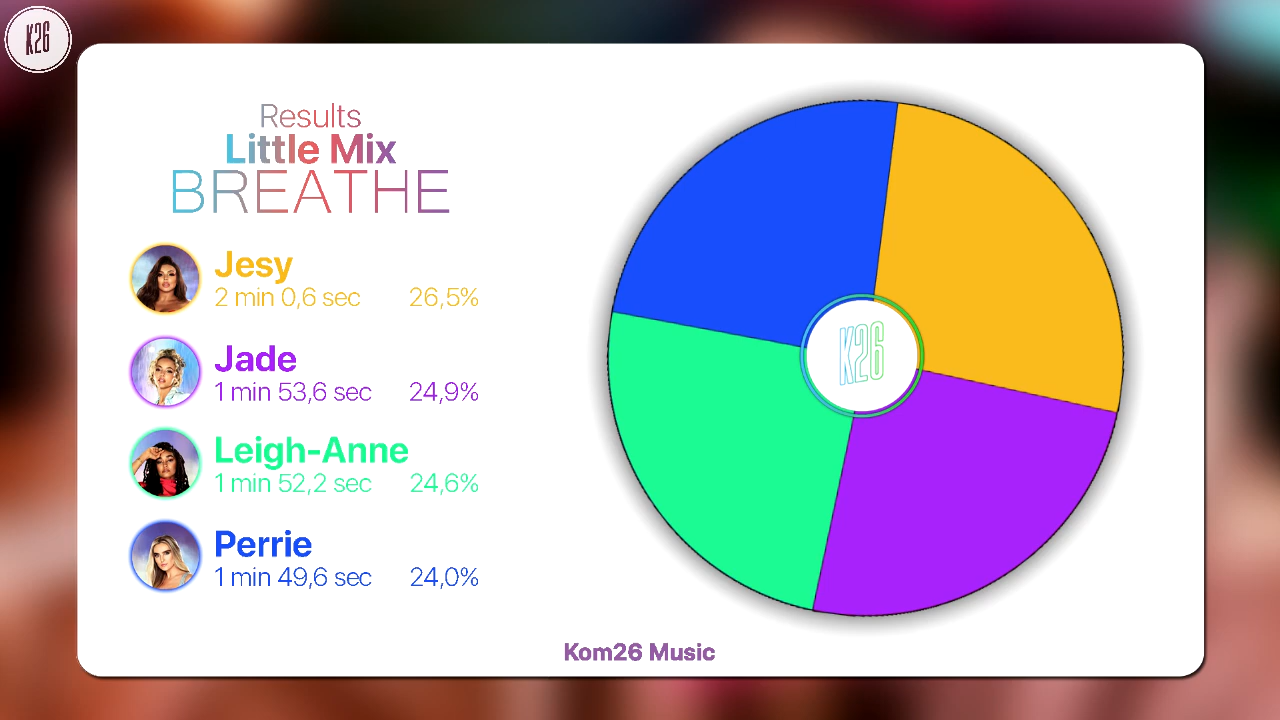 K26
Results
Little Mix
BREATHE
Jesy
2 min 0,6 sec 26,5%
Jade
1 min 53,6 sec 24,9%
Leigh-Anne
1 min 52,2 sec 24,6%
Perrie
1 min 49,6 sec 24,0%
K26
Kom26 Music